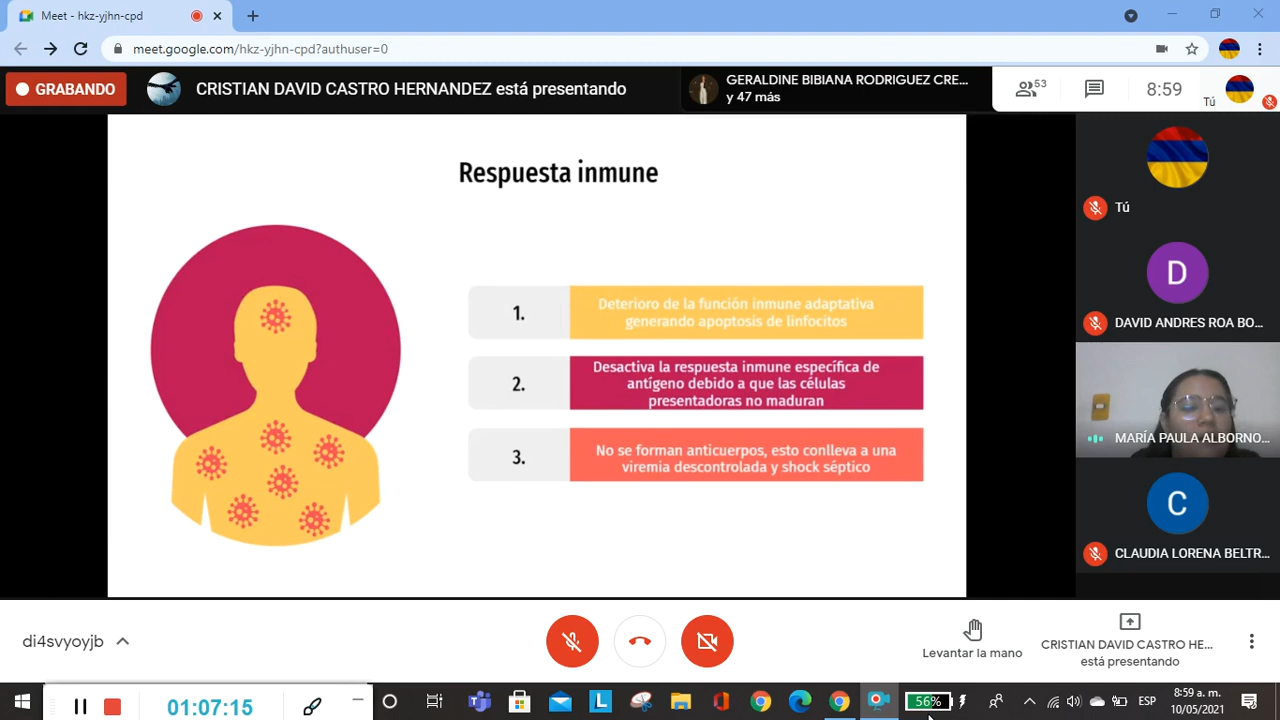 Meet - hkz-yjhn-cpd
meet.google.com/hkz-yjhn-cpd?authuser=0
GRABANDO
CRISTIAN DAVID CASTRO HERNANDEZ está presentando
GERALDINE BIBIANA RODRIGUEZ CRE...
y 47 más
53
8:59
Tú
Respuesta inmune
1.
Deterioro de la función inmune adaptativa
generando apoptosis de linfocitos
2.
Desactiva la respuesta inmune específica de
antígeno debido a que las células
presentadoras no maduran
3.
No se forman anticuerpos, esto conlleva a una
viremia descontrolada y shock séptico
Tú
D
DAVID ANDRES ROA BO...
MARÍA PAULA ALBORNO...
C
CLAUDIA LORENA BELTR...
di4svyoyjb
Levantar la mano
CRISTIAN DAVID CASTRO HE...
está presentando
01:07:15
L
56%
ESP
8:59 a. m.
10/05/2021